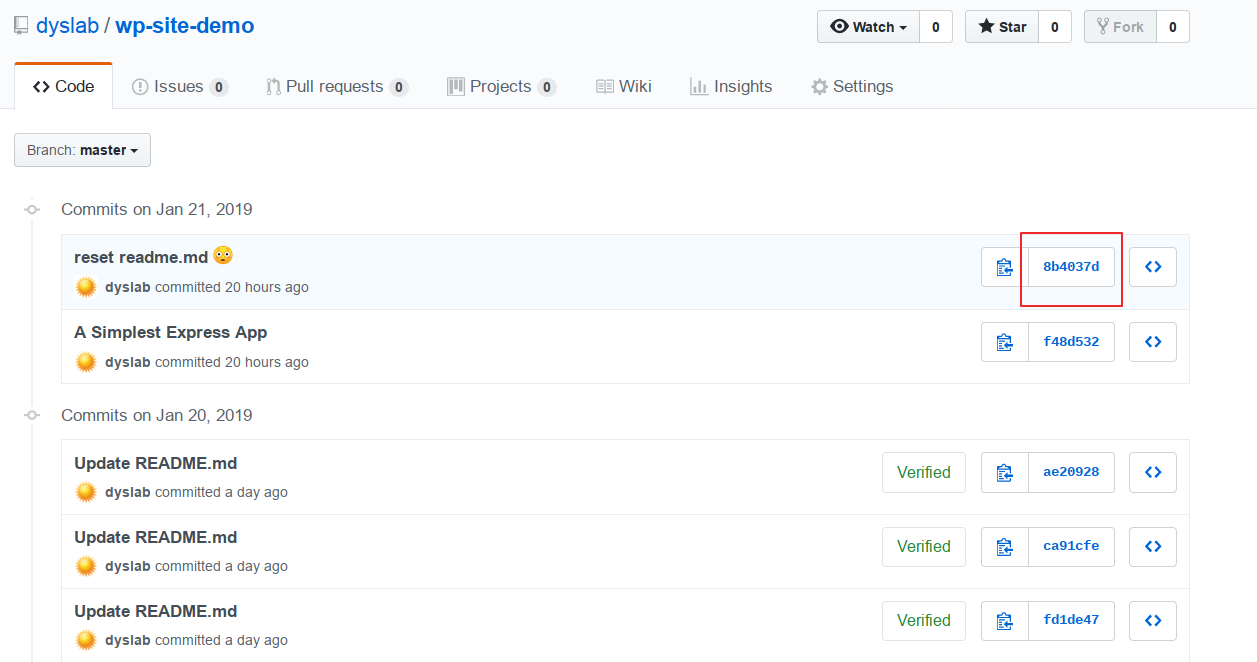 dyslab / wp-site-demo
Watch 0 Star 0 Fork 0
Code Issues 0 Pull requests 0 Projects 0 Wiki Insights Settings
Branch: master
Commits on Jan 21, 2019
reset readme.md 😳
8b4037d
dyslab committed 20 hours ago
A Simplest Express App
f48d532
dyslab committed 20 hours ago
Commits on Jan 20, 2019
Update README.md
Verified ae20928
dyslab committed a day ago
Update README.md
Verified ca91cfe
dyslab committed a day ago
Update README.md
Verified fd1de47
dyslab committed a day ago